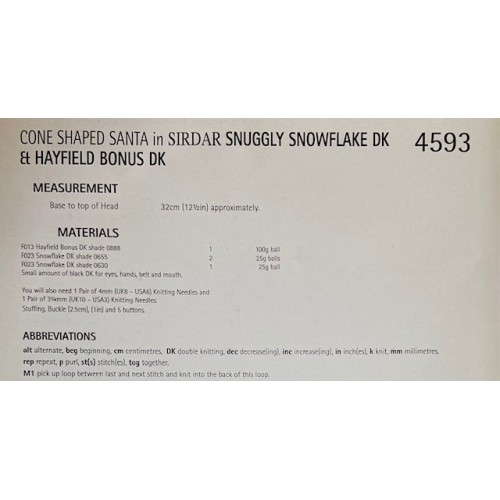 CONE SHAPED SANTA in SIRDAR SNUGGLY SNOWFLAKE DK 4593
& HAYFIELD BONUS DK
MEASUREMENT
Base to top of Head 32cm (12½in) approximately.
MATERIALS
F013 Hayfield Bonus DK shade 0888 1 100g ball
F023 Snowflake DK shade 0655 2 25g balls
F023 Snowflake DK shade 0630 1 25g ball
Small amount of black DK for eyes, hands, belt and mouth.
You will also need 1 Pair of 4mm (UK8 – USA6) Knitting Needles and
1 Pair of 3¼mm (UK10 – USA3) Knitting Needles.
Stuffing, Buckle (2.5cm), (1in) and 5 buttons.
ABBREVIATIONS
alt alternate, beg beginning, cm centimetres, DK double knitting, dec decrease(ing), inc increase(ing), in inch(es), k knit, mm millimetres,
rep repeat, p purl, st(s) stitch(es), tog together.
M1 pick up loop between last and next stitch and knit into the back of this loop.